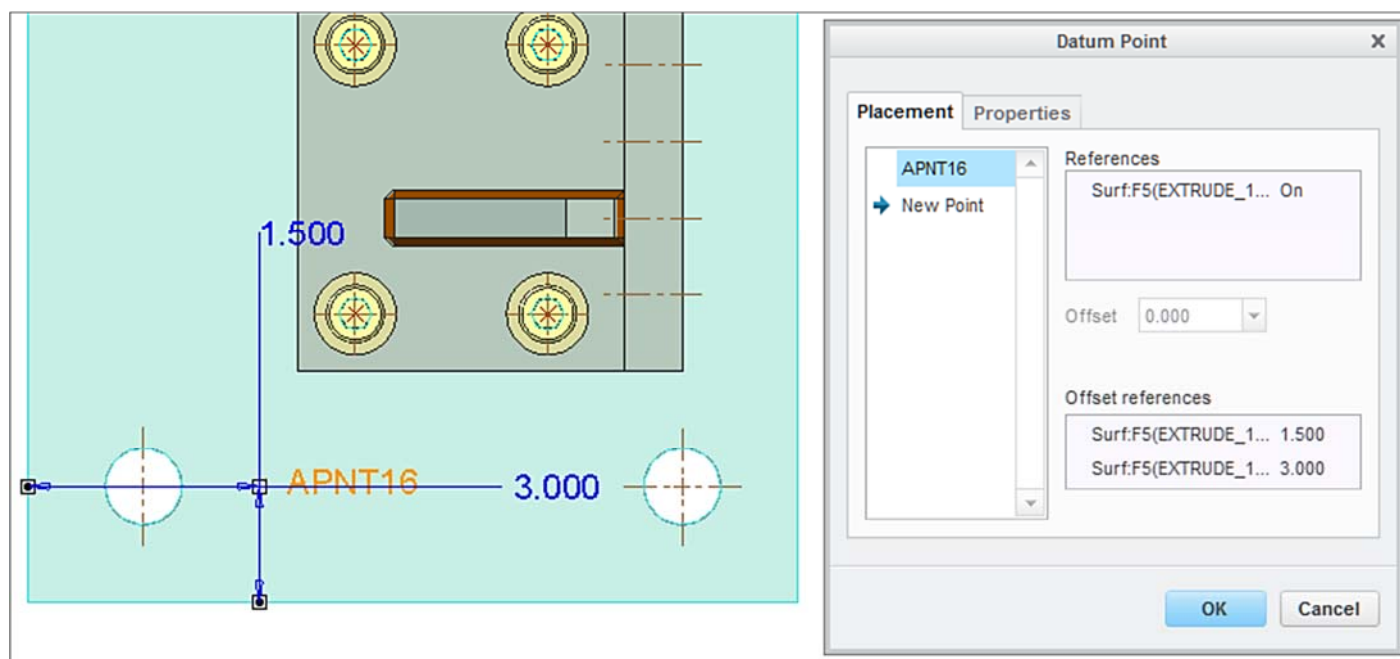 1.500
APNT16
3.000
Datum Point X
Placement Properties
APNT16
New Point
References
Surf:F5(EXTRUDE_1... On
Offset 0.000
Offset references
Surf:F5(EXTRUDE_1... 1.500
Surf:F5(EXTRUDE_1... 3.000
OK Cancel